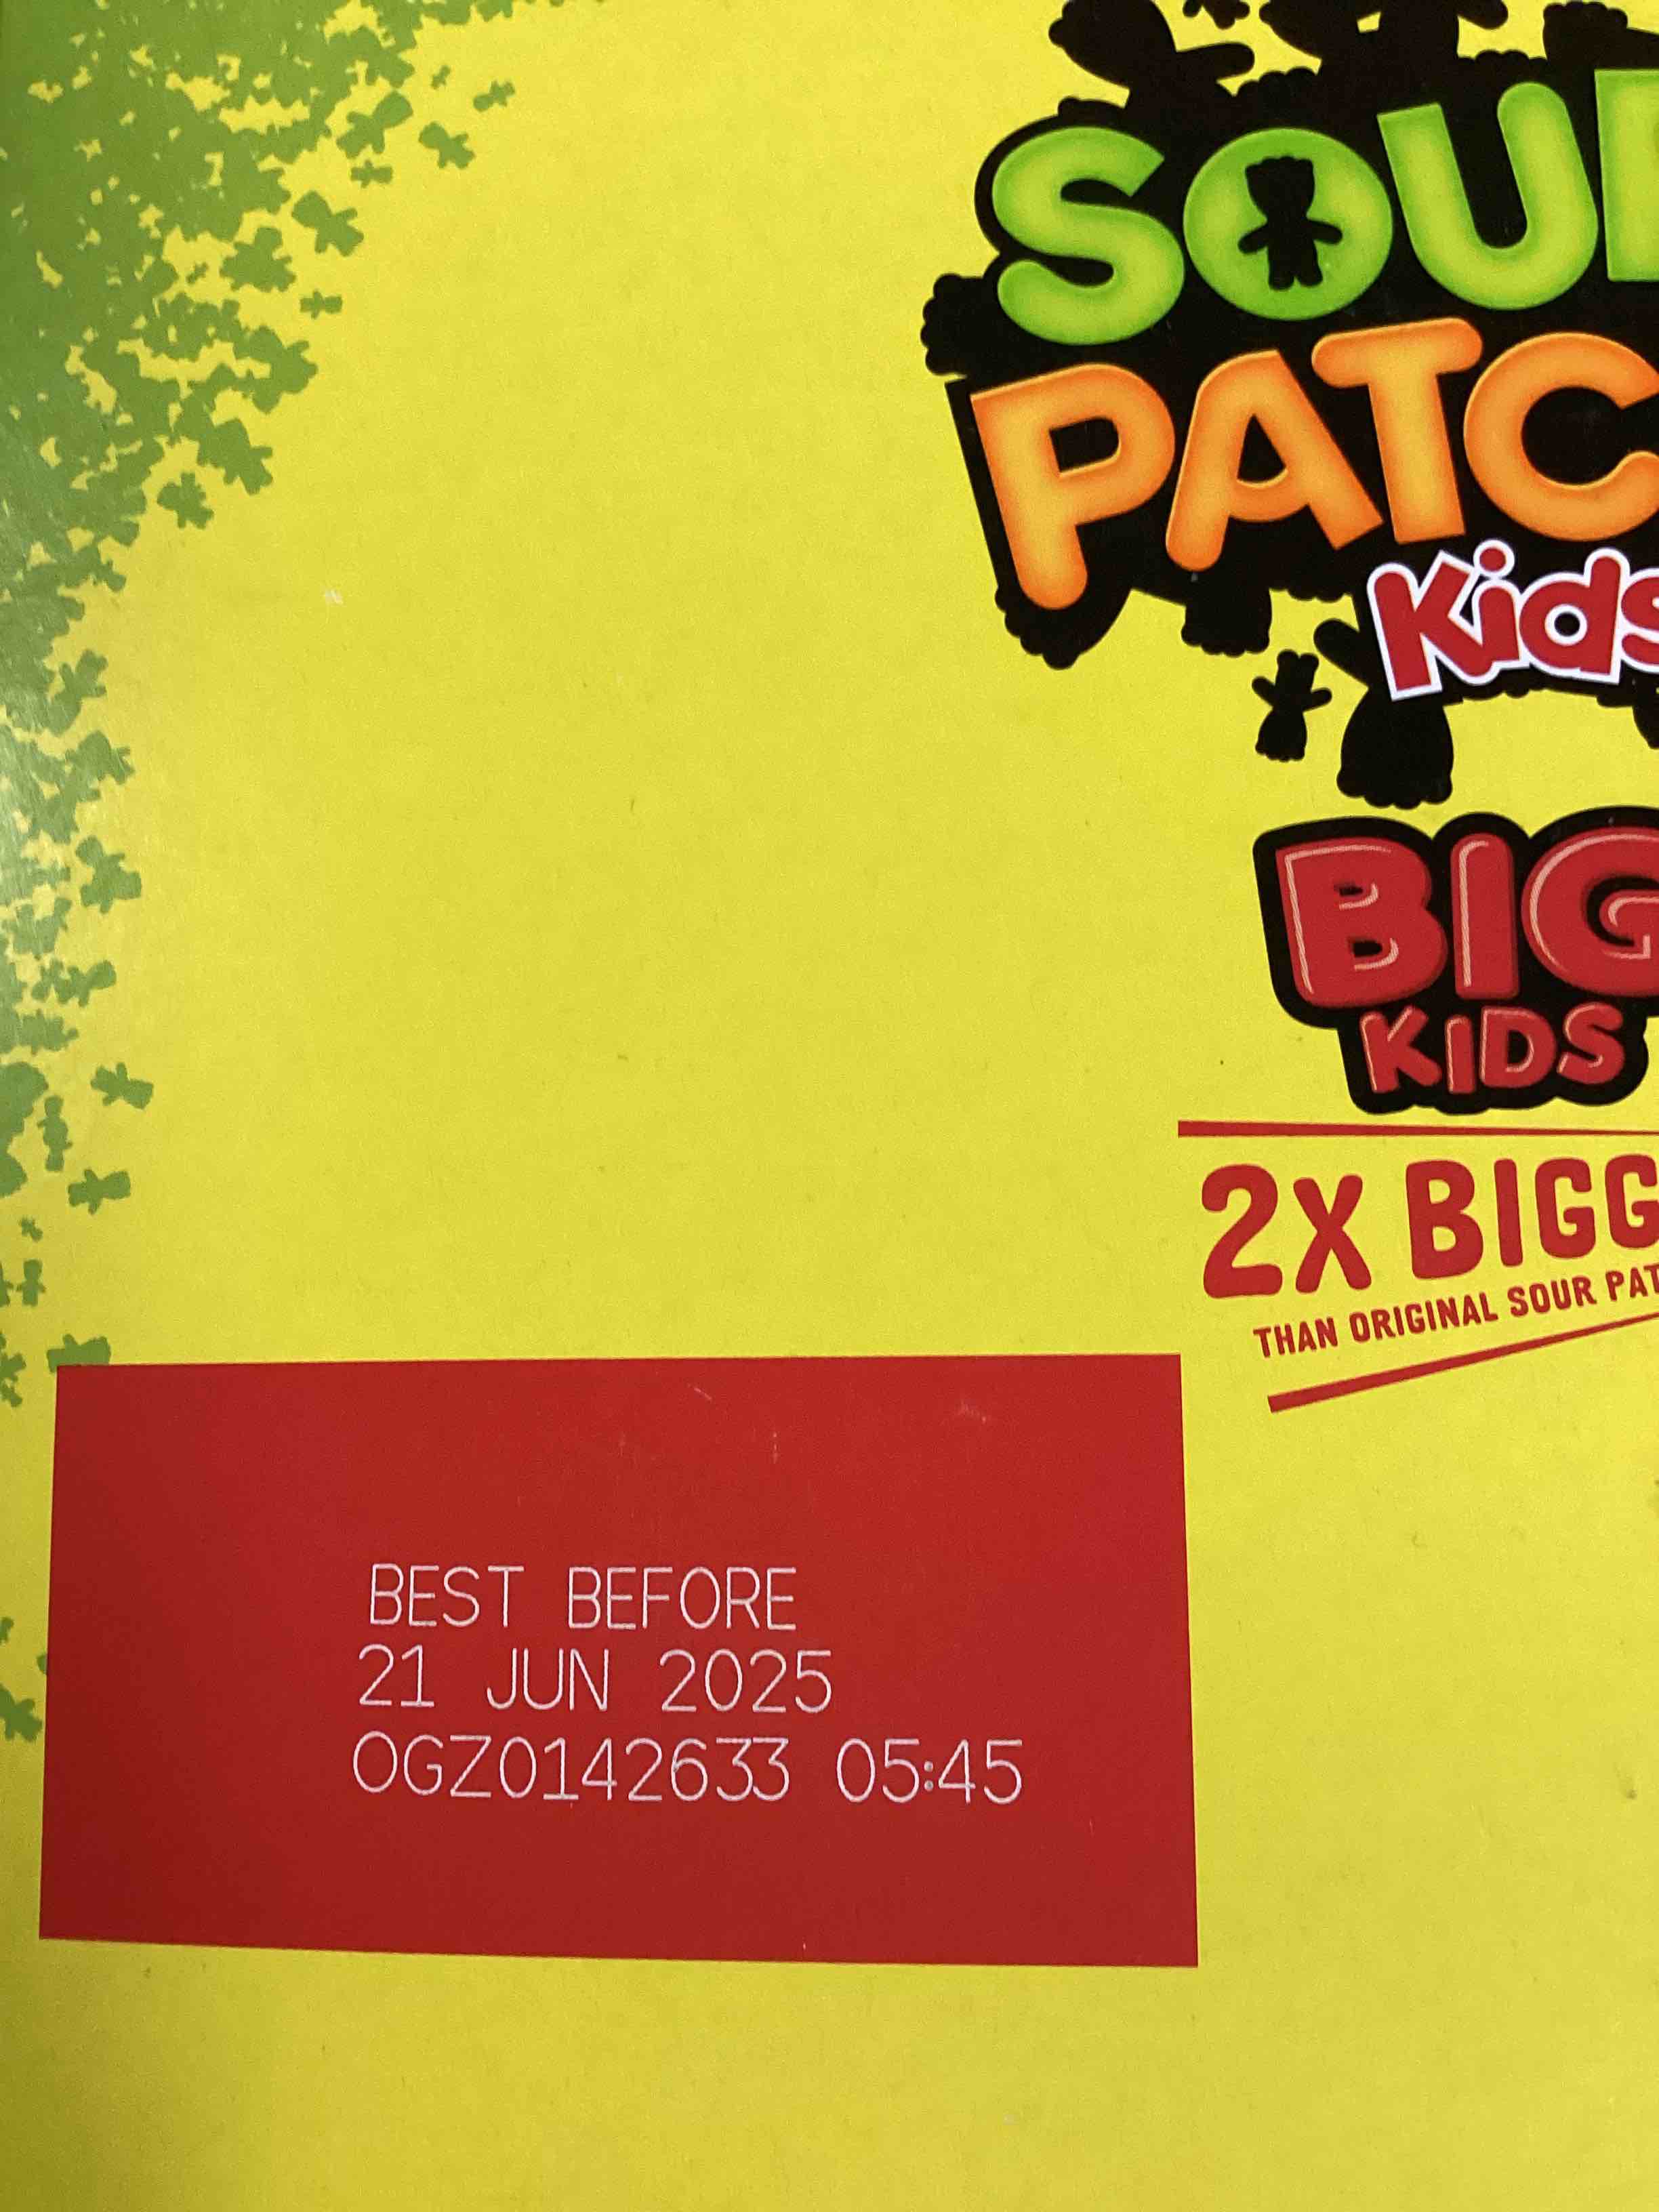 SOU
PATC
Kids
BIG
KIDS
2X BIGG
THAN ORIGINAL SOUR PAT
BEST BEFORE
21 JUN 2025
OGZ0142633 05:45